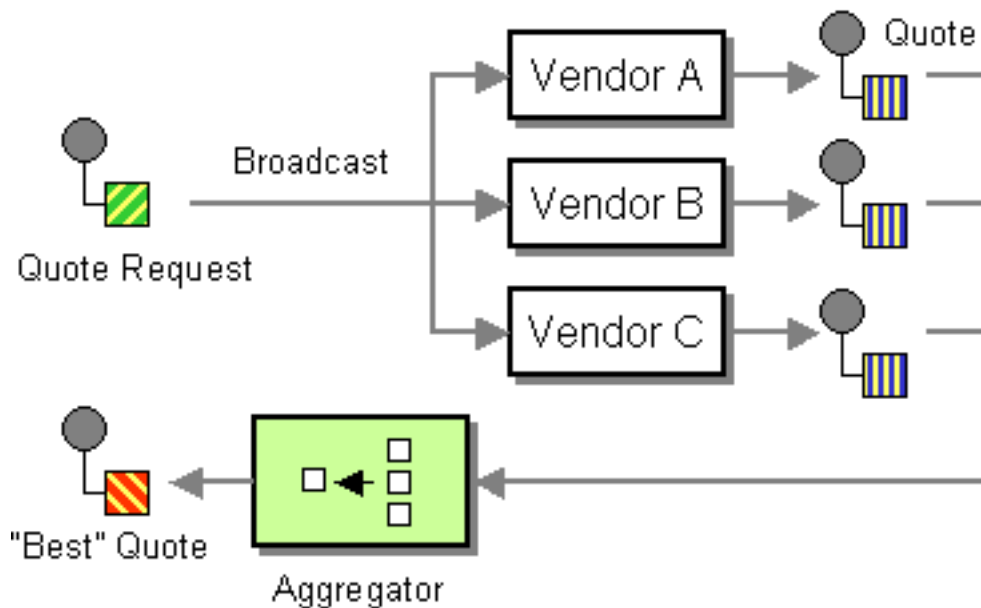 Quote
Vendor A
Broadcast
Vendor B
Quote Request
Vendor C
"Best" Quote
Aggregator